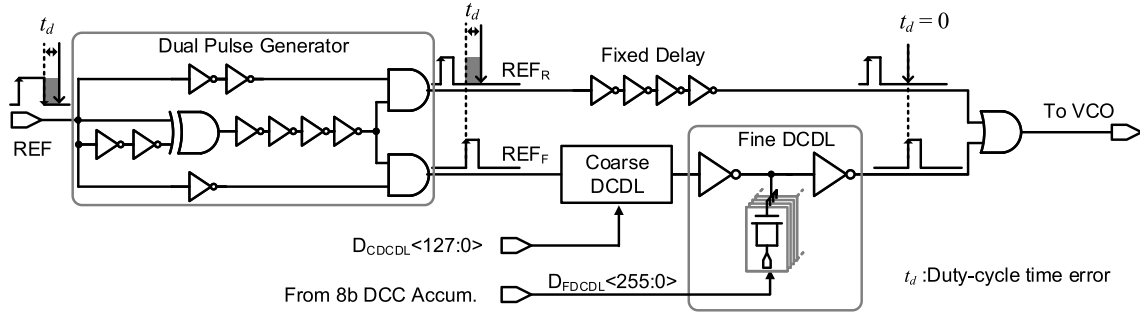 t_d
t_d
t_d = 0
Dual Pulse Generator
REF_R
Fixed Delay
REF
To VCO
REF_F
Coarse
DCDL
Fine DCDL
D_CDCDL<127:0>
From 8b DCC Accum.
D_FDCDL<255:0>
t_d :Duty-cycle time error